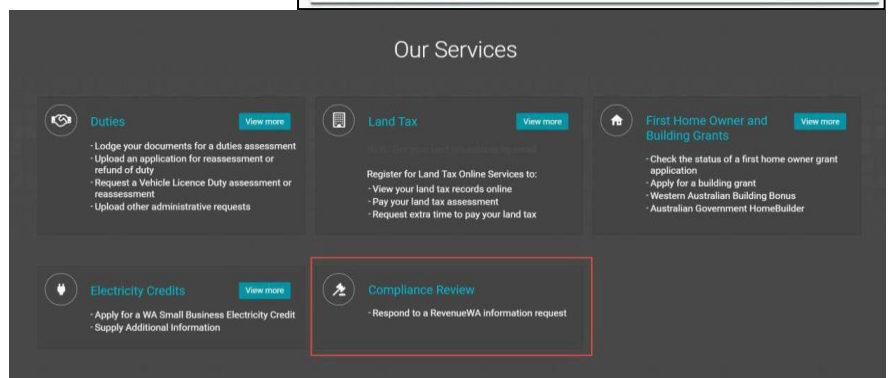 Our Services
Duties
View more
- Lodge your documents for a duties assessment
- Upload an application for reassessment or
refund of duty
- Request a Vehicle Licence Duty assessment or
reassessment
- Upload other administrative requests
Land Tax
View more
Register for Land Tax Online Services to:
- View your land tax records online
- Pay your land tax assessment
- Request extra time to pay your land tax
First Home Owner and
Building Grants
View more
- Check the status of a first home owner grant
application
- Apply for a building grant
- Western Australian Building Bonus
- Australian Government HomeBuilder
Electricity Credits
View more
- Apply for a WA Small Business Electricity Credit
- Supply Additional Information
Compliance Review
- Respond to a RevenueWA information request